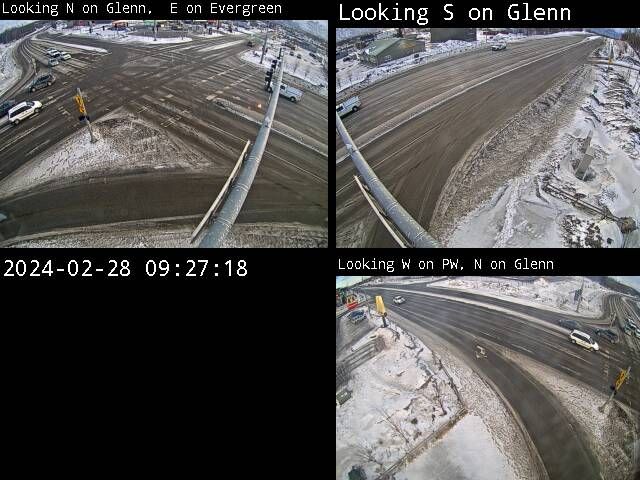 Looking N on Glenn,  E on Evergreen
Looking S on Glenn
2024-02-28 09:27:18
Looking W on PW, N on Glenn